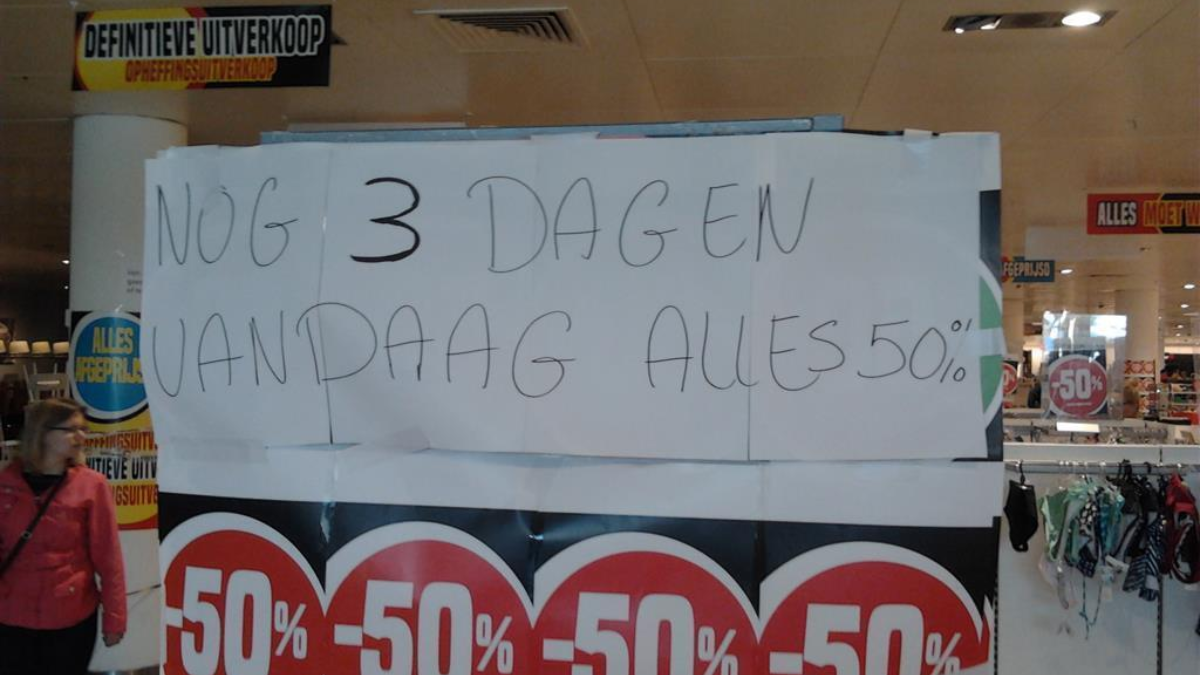 DEFINITIEVE UITVERKOOP
OPHEFFINGSUITVERKOOP
NOG 3 DAGEN
VANDAAG ALLES 50%
ALLES MOET
AFGEPRIJSD
ALLES
AFGEPRIJSD
-50%
-50% -50% -50% -50%